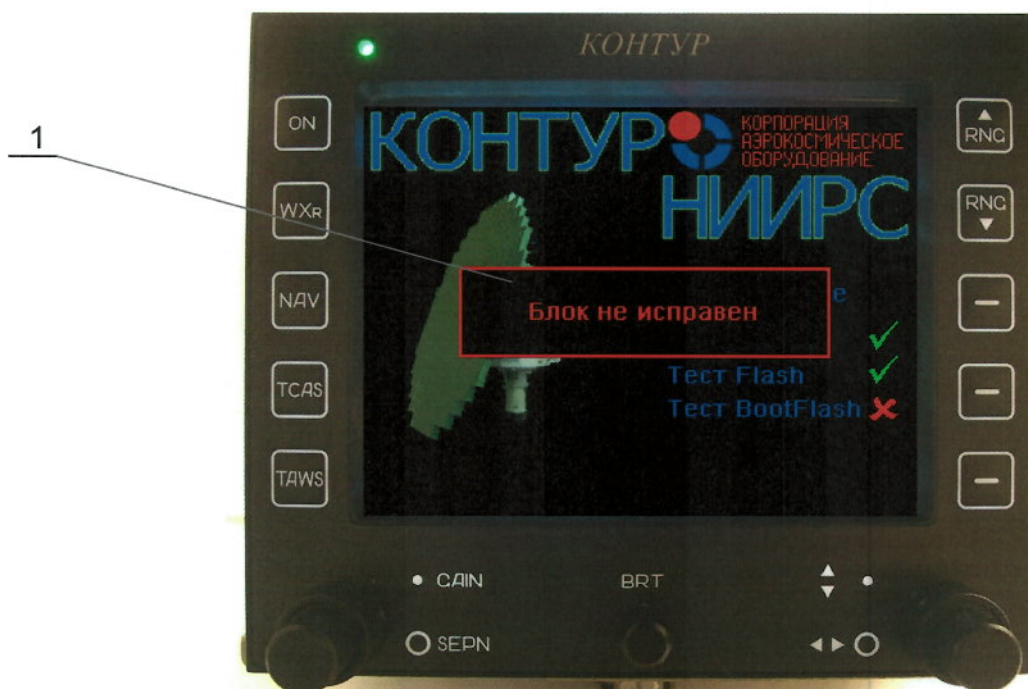 КОНТУР
1
ON
WXR
NAV
TCAS
TAWS
КОНТУР
КОРПОРАЦИЯ
АЭРОКОСМИЧЕСКОЕ
ОБОРУДОВАНИЕ
НИИРС
Блок не исправен
е
Тест Flash
Тест BootFlash
RNG
RNG
GAIN
BRT
SEPN